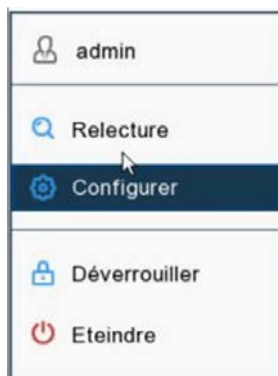 admin
Relecture
Configurer
Déverrouiller
Eteindre